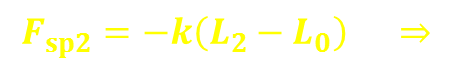 F_sp2 = −k(L_2 − L_0) ⇒